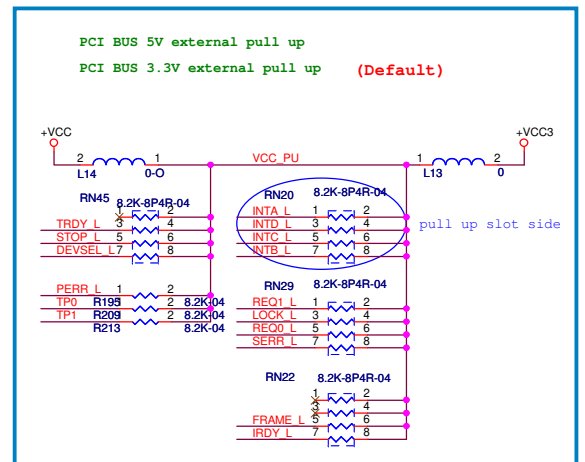 PCI BUS 5V external pull up
PCI BUS 3.3V external pull up (Default)
+VCC +VCC3
2 1 VCC_PU 1 2
L14 0-O L13 0
RN45 8.2K-8P4R-04
1 2
TRDY_L 3 4
STOP_L 5 6
DEVSEL_L 7 8
RN20 8.2K-8P4R-04
INTA_L 1 2
INTD_L 3 4
INTC_L 5 6
INTB_L 7 8
pull up slot side
PERR_L 1 2
TP0 R195 1 2 8.2K-04
TP1 R209 1 2 8.2K-04
R213 8.2K-04
RN29 8.2K-8P4R-04
REQ1_L 1 2
LOCK_L 3 4
REQ0_L 5 6
SERR_L 7 8
RN22 8.2K-8P4R-04
1 2
3 4
FRAME_L 5 6
IRDY_L 7 8